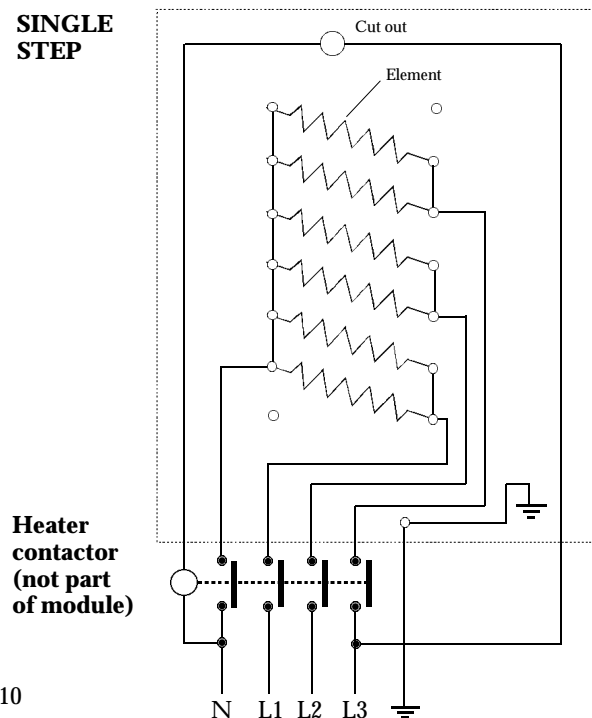 SINGLE
STEP
Cut out
Element
Heater
contactor
(not part
of module)
10
N L1 L2 L3